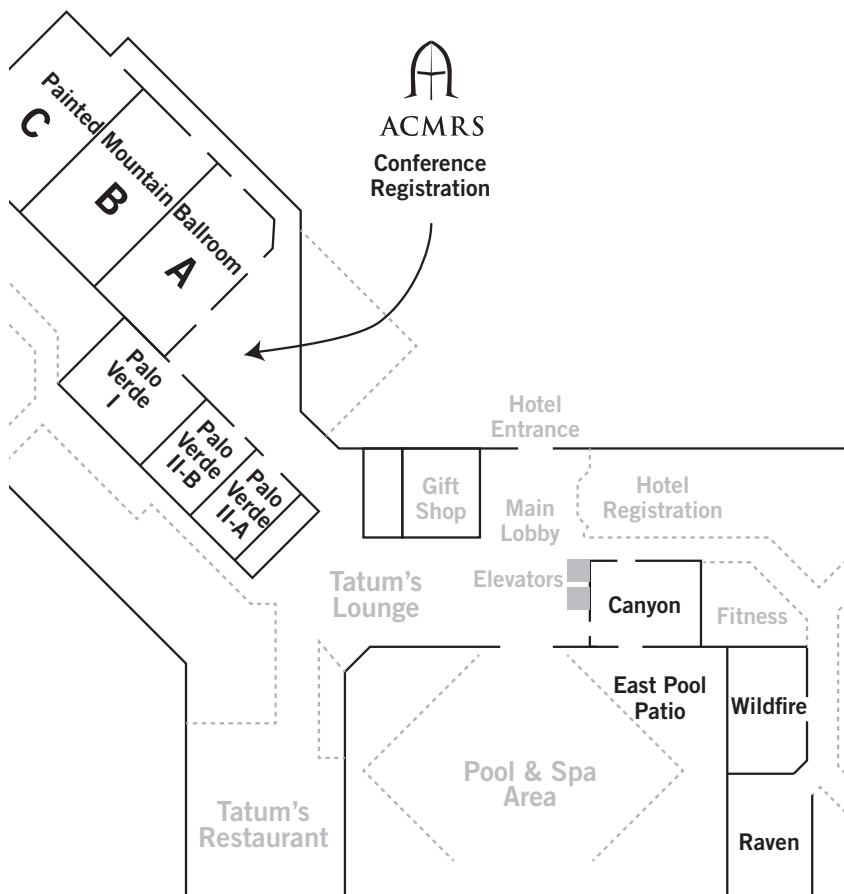 ACMRS
Conference
Registration
Painted Mountain Ballroom
C
B
A
Palo
Verde
I
Palo
Verde
II-B
Palo
Verde
II-A
Hotel
Entrance
Gift
Shop
Main
Lobby
Hotel
Registration
Tatum's
Lounge
Elevators
Canyon
Fitness
East Pool
Patio
Wildfire
Pool & Spa
Area
Tatum's
Restaurant
Raven